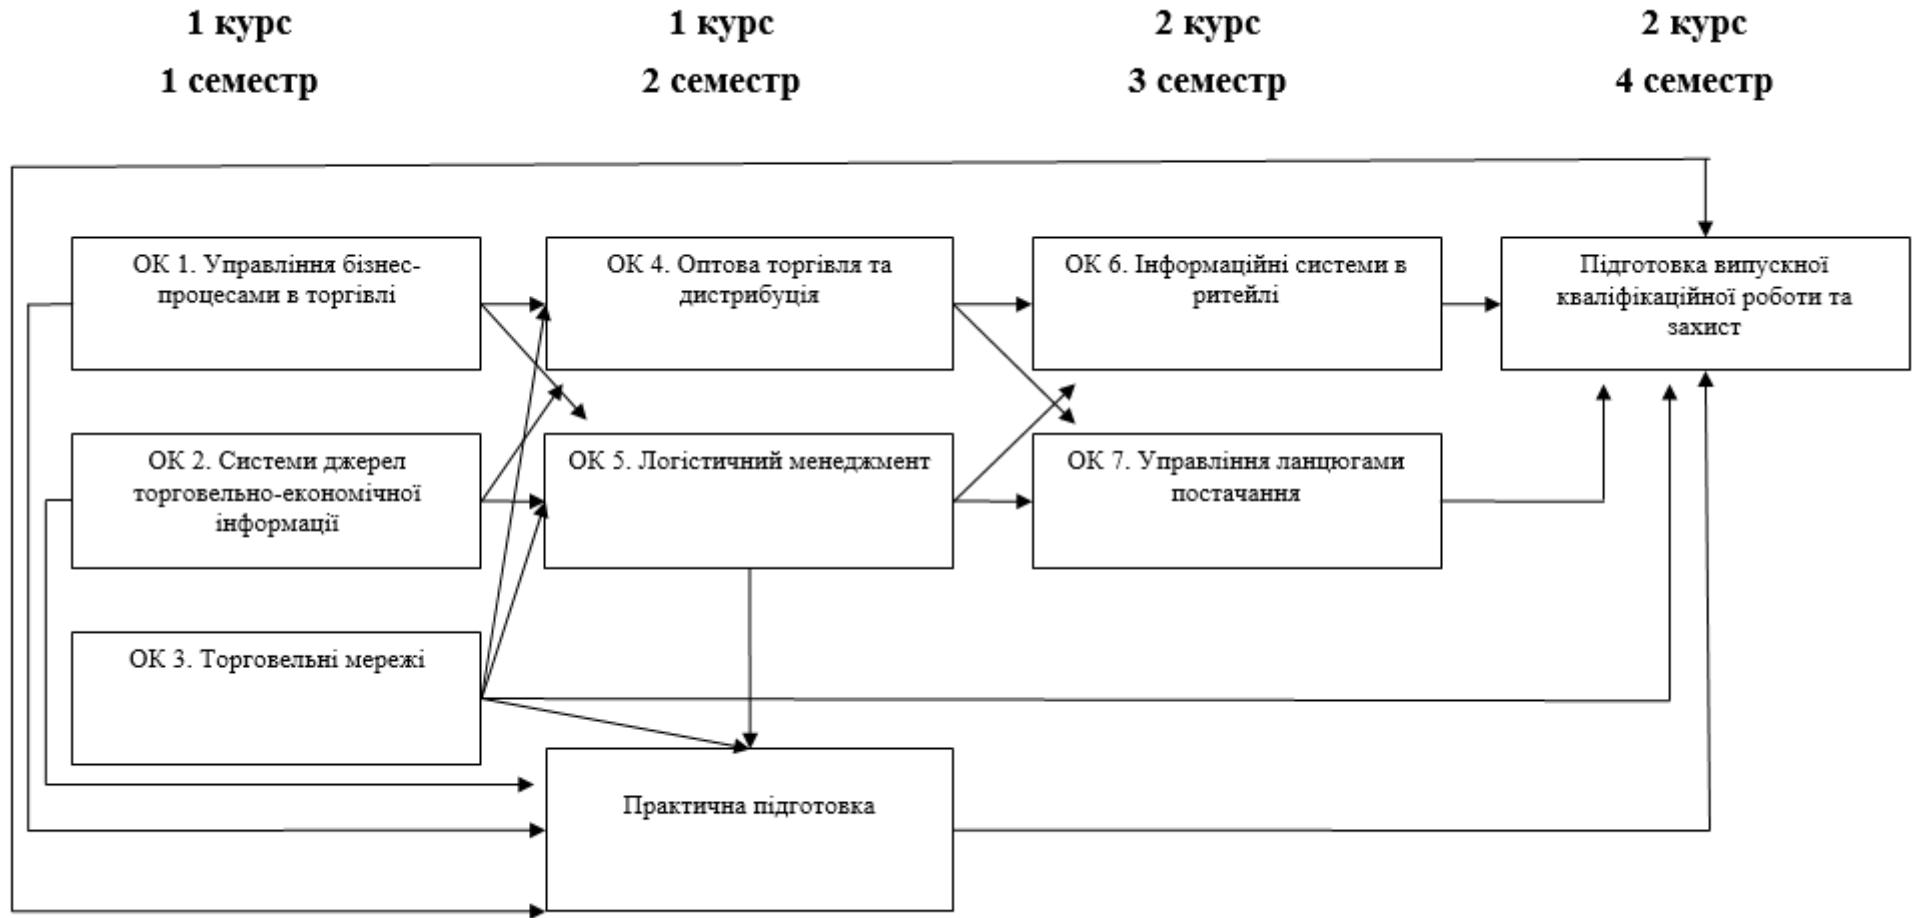 1 курс
1 семестр
1 курс
2 семестр
2 курс
3 семестр
2 курс
4 семестр
ОК 1. Управління бізнес-
процесами в торгівлі
ОК 4. Оптова торгівля та
дистрибуція
ОК 6. Інформаційні системи в
ритейлі
Підготовка випускної
кваліфікаційної роботи та
захист
ОК 2. Системи джерел
торговельно-економічної
інформації
ОК 5. Логістичний менеджмент
ОК 7. Управління ланцюгами
постачання
ОК 3. Торговельні мережі
Практична підготовка